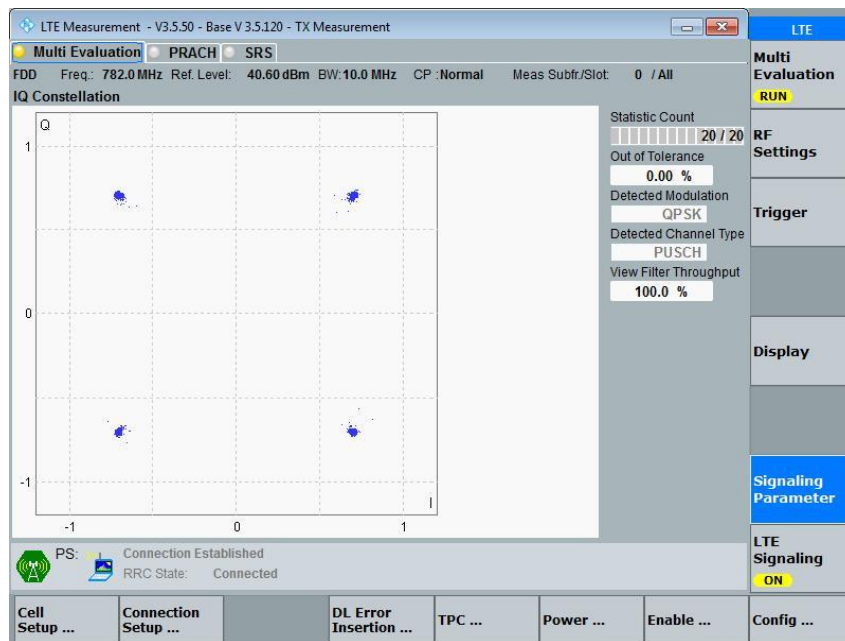 LTE Measurement - V3.5.50 - Base V 3.5.120 - TX Measurement
LTE
Multi Evaluation PRACH SRS
FDD Freq.: 782.0 MHz Ref. Level: 40.60 dBm BW: 10.0 MHz CP : Normal Meas Subfr./Slot: 0 / All
IQ Constellation
Q
1
0
-1
-1 0 1
I
Statistic Count
20 / 20
Out of Tolerance
0.00 %
Detected Modulation
QPSK
Detected Channel Type
PUSCH
View Filter Throughput
100.0 %
Multi
Evaluation
RUN
RF
Settings
Trigger
Display
Signaling
Parameter
LTE
Signaling
ON
PS: Connection Established
RRC State: Connected
Cell
Setup ...
Connection
Setup ...
DL Error
Insertion ...
TPC ...
Power ...
Enable ...
Config ...